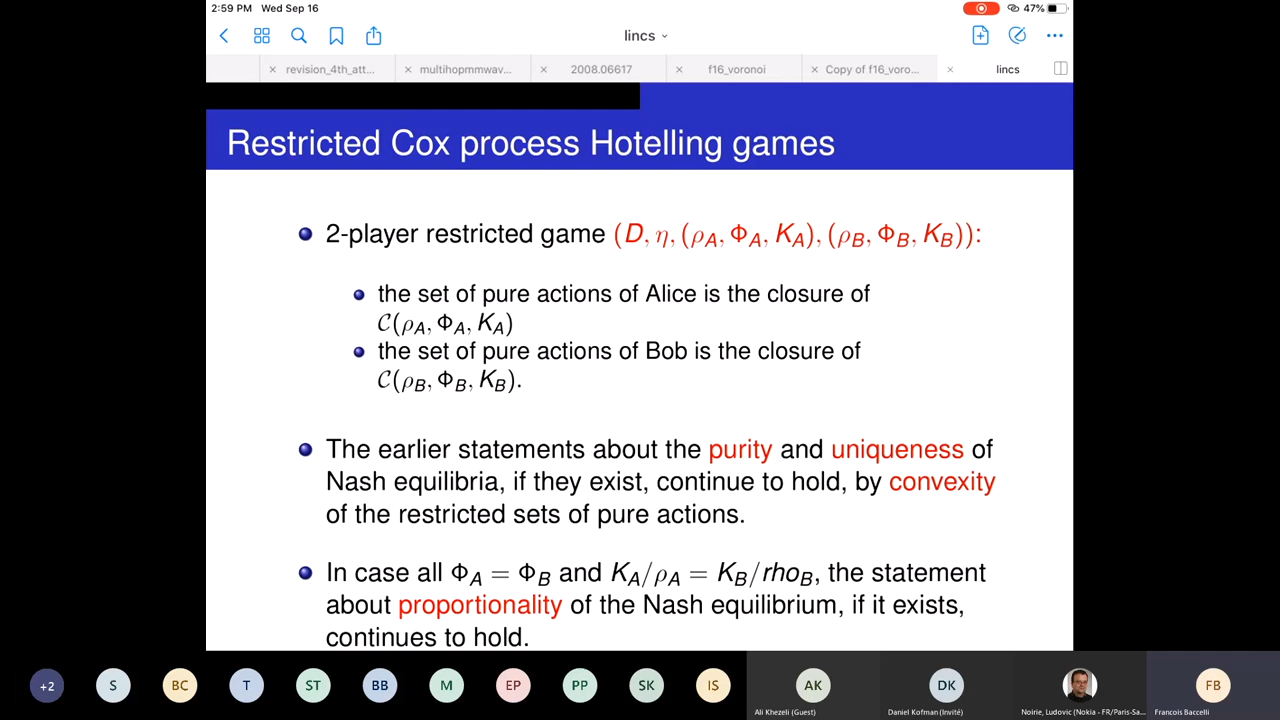 2:59 PM Wed Sep 16
47%
lincs
revision_4th_att...
multihopmmwav...
2008.06617
f16_voronoi
Copy of f16_voro...
lincs
Restricted Cox process Hotelling games
2-player restricted game (D, η, (ρ_A, Φ_A, K_A), (ρ_B, Φ_B, K_B)):
the set of pure actions of Alice is the closure of
C(ρ_A, Φ_A, K_A)
the set of pure actions of Bob is the closure of
C(ρ_B, Φ_B, K_B).
The earlier statements about the purity and uniqueness of
Nash equilibria, if they exist, continue to hold, by convexity
of the restricted sets of pure actions.
In case all Φ_A = Φ_B and K_A/ρ_A = K_B/rho_B, the statement
about proportionality of the Nash equilibrium, if it exists,
continues to hold.
+2
S
BC
T
ST
BB
M
EP
PP
SK
IS
AK
DK
FB
Ali Khezeli (Guest)
Daniel Kofman (Invité)
Noirie, Ludovic (Nokia - FR/Paris-Sa...
Francois Baccelli